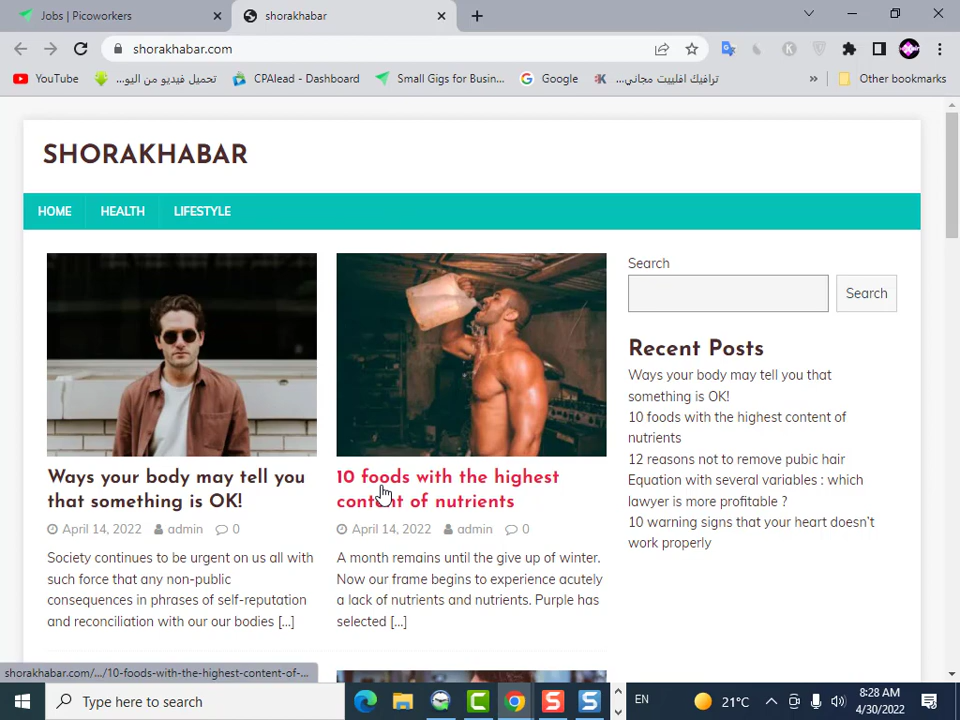 Jobs | Picoworkers
shorakhabar
shorakhabar.com
YouTube
تحميل فيديو من اليو...
CPAlead - Dashboard
Small Gigs for Busin...
Google
ترافيك افلييت مجاني...
»
Other bookmarks
SHORAKHABAR
HOME
HEALTH
LIFESTYLE
Ways your body may tell you
that something is OK!
April 14, 2022 admin 0
Society continues to be urgent on us all with
such force that any non-public
consequences in phrases of self-reputation
and reconciliation with our our bodies [...]
10 foods with the highest
content of nutrients
April 14, 2022 admin 0
A month remains until the give up of winter.
Now our frame begins to experience acutely
a lack of nutrients and nutrients. Purple has
selected [...]
Search
Search
Recent Posts
Ways your body may tell you that
something is OK!
10 foods with the highest content of
nutrients
12 reasons not to remove pubic hair
Equation with several variables : which
lawyer is more profitable ?
10 warning signs that your heart doesn't
work properly
shorakhabar.com/.../10-foods-with-the-highest-content-of-...
Type here to search
EN
21°C
8:28 AM
4/30/2022